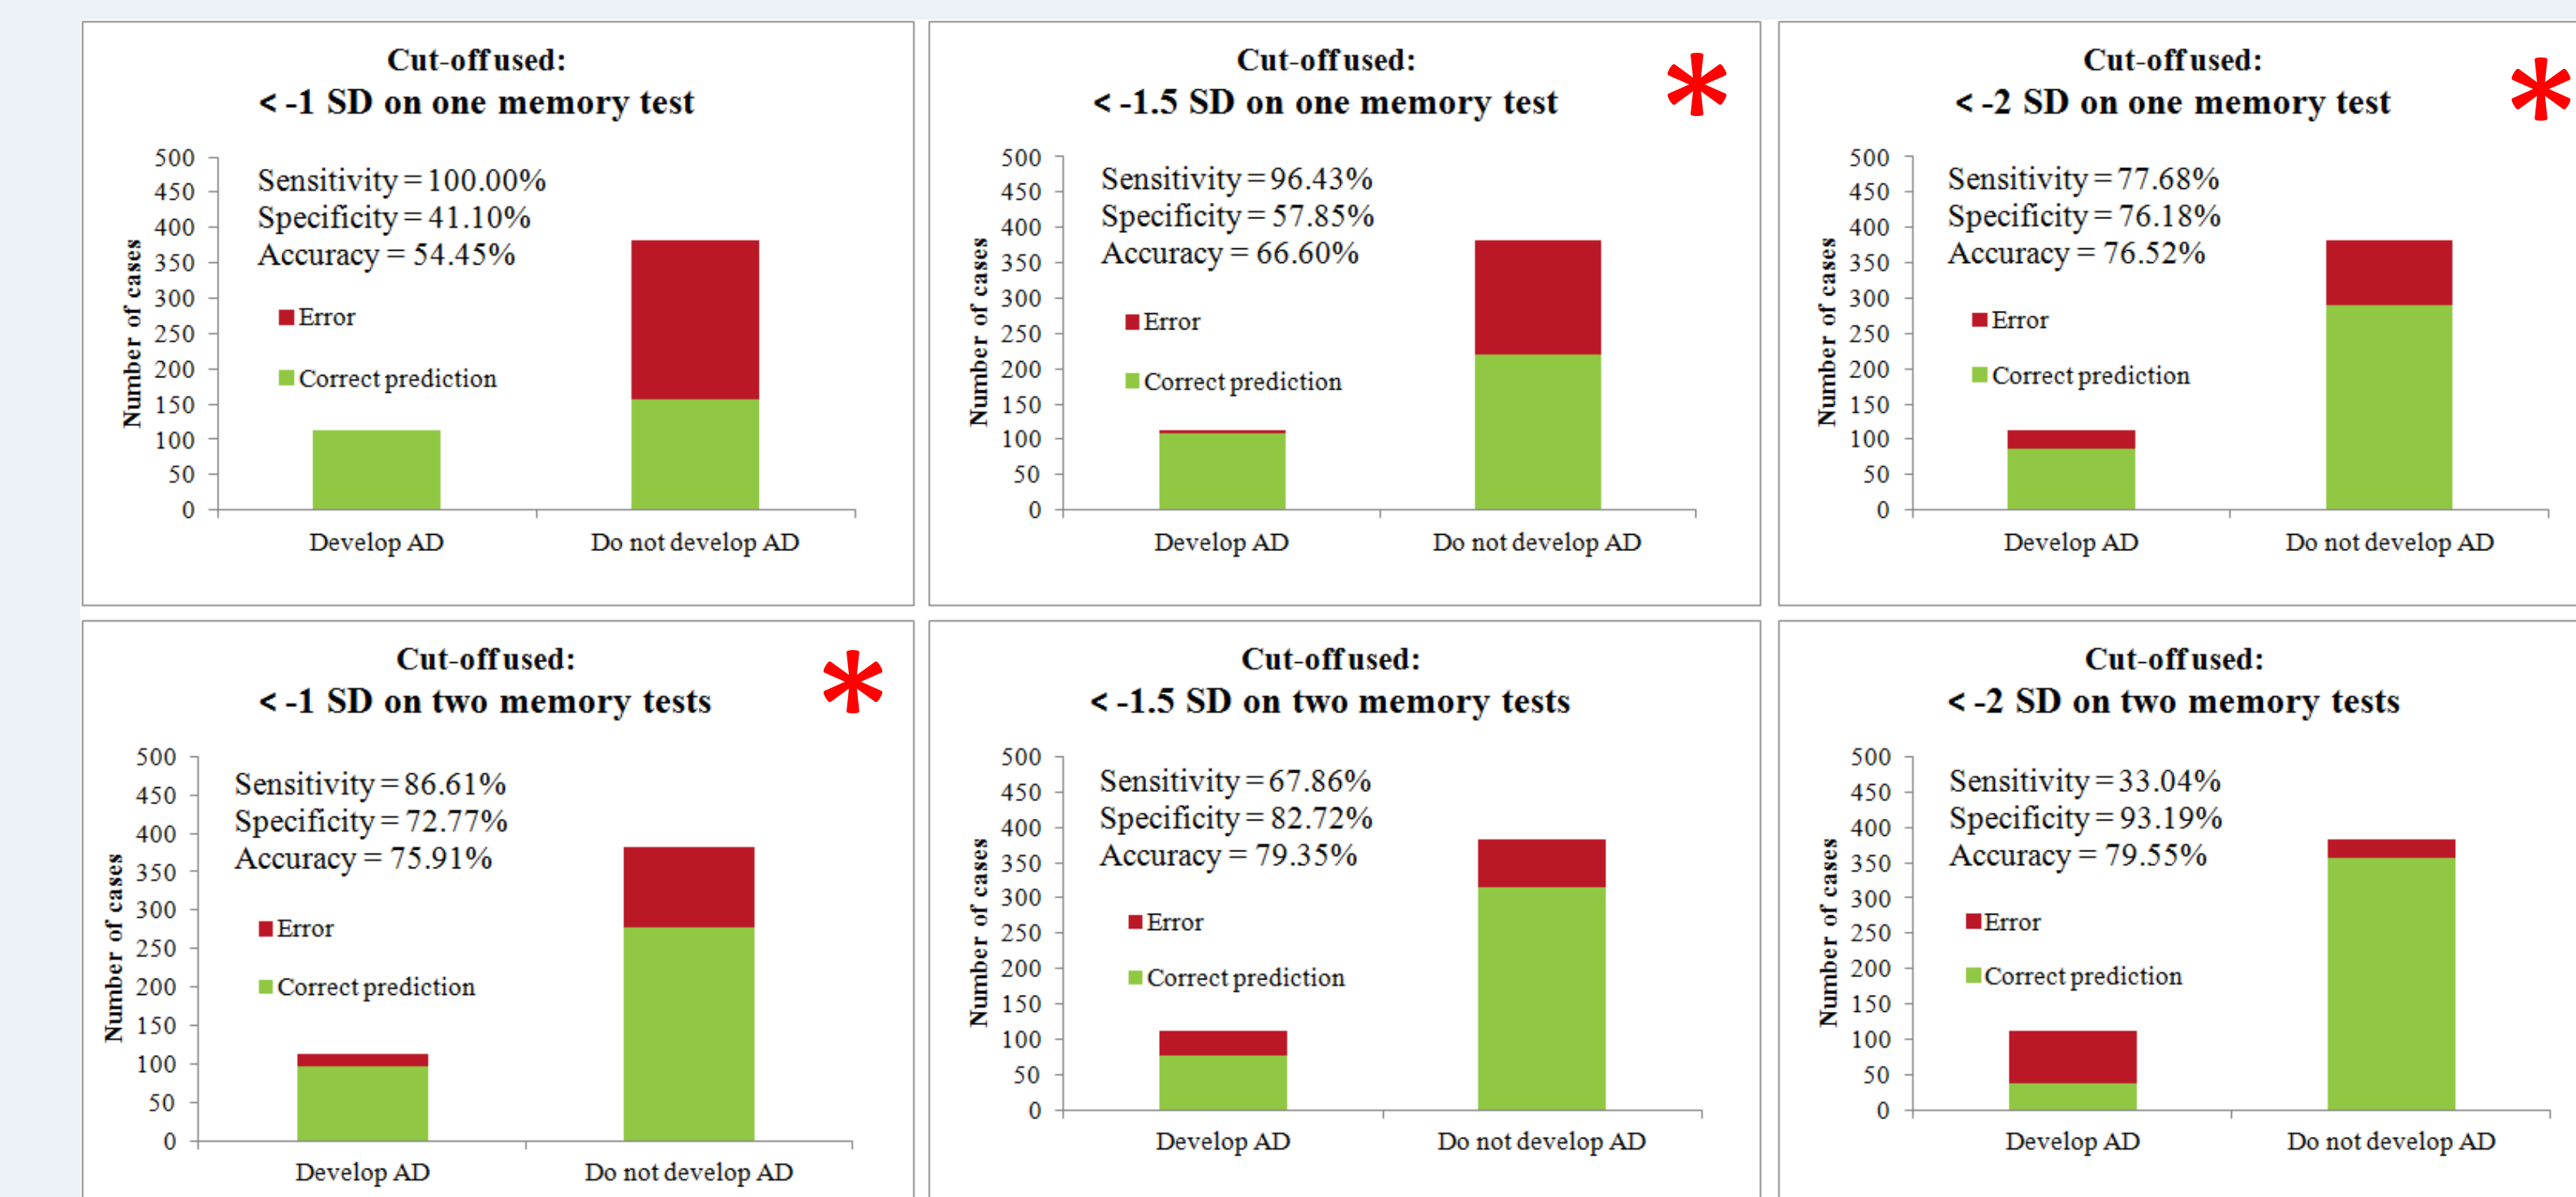 Cut-off used:
< -1 SD on one memory test
500
450
400
350
300
250
200
150
100
50
0
Number of cases
Sensitivity = 100.00%
Specificity = 41.10%
Accuracy = 54.45%
Error
Correct prediction
Develop AD
Do not develop AD
Cut-off used:
< -1.5 SD on one memory test
*
500
450
400
350
300
250
200
150
100
50
0
Number of cases
Sensitivity = 96.43%
Specificity = 57.85%
Accuracy = 66.60%
Error
Correct prediction
Develop AD
Do not develop AD
Cut-off used:
< -2 SD on one memory test
*
500
450
400
350
300
250
200
150
100
50
0
Number of cases
Sensitivity = 77.68%
Specificity = 76.18%
Accuracy = 76.52%
Error
Correct prediction
Develop AD
Do not develop AD
Cut-off used:
< -1 SD on two memory tests
*
500
450
400
350
300
250
200
150
100
50
0
Number of cases
Sensitivity = 86.61%
Specificity = 72.77%
Accuracy = 75.91%
Error
Correct prediction
Develop AD
Do not develop AD
Cut-off used:
< -1.5 SD on two memory tests
500
450
400
350
300
250
200
150
100
50
0
Number of cases
Sensitivity = 67.86%
Specificity = 82.72%
Accuracy = 79.35%
Error
Correct prediction
Develop AD
Do not develop AD
Cut-off used:
< -2 SD on two memory tests
500
450
400
350
300
250
200
150
100
50
0
Number of cases
Sensitivity = 33.04%
Specificity = 93.19%
Accuracy = 79.55%
Error
Correct prediction
Develop AD
Do not develop AD